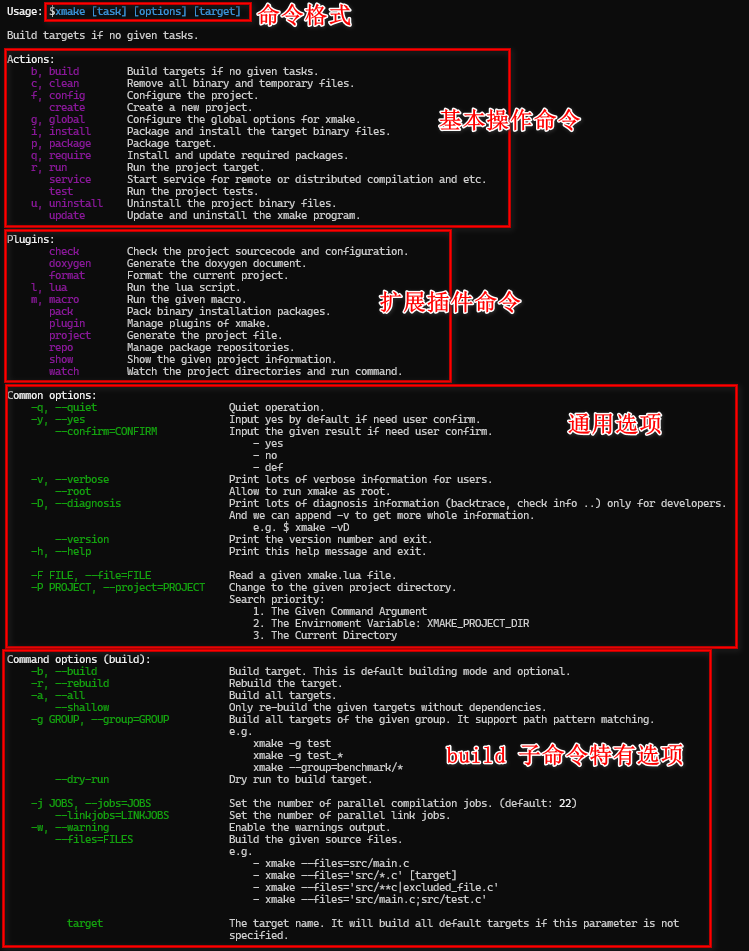 Usage: $xmake [task] [options] [target] 命令格式
Build targets if no given tasks.
Actions:
b, build Build targets if no given tasks.
c, clean Remove all binary and temporary files.
f, config Configure the project.
create Create a new project.
g, global Configure the global options for xmake.
i, install Package and install the target binary files.
p, package Package target.
q, require Install and update required packages.
r, run Run the project target.
service Start service for remote or distributed compilation and etc.
test Run the project tests.
u, uninstall Uninstall the project binary files.
update Update and uninstall the xmake program.
基本操作命令
Plugins:
check Check the project sourcecode and configuration.
doxygen Generate the doxygen document.
format Format the current project.
l, lua Run the lua script.
m, macro Run the given macro.
pack Pack binary installation packages.
plugin Manage plugins of xmake.
project Generate the project file.
repo Manage package repositories.
show Show the given project information.
watch Watch the project directories and run command.
扩展插件命令
Common options:
-q, --quiet Quiet operation.
-y, --yes Input yes by default if need user confirm.
--confirm=CONFIRM Input the given result if need user confirm.
- yes
- no
- def
-v, --verbose Print lots of verbose information for users.
--root Allow to run xmake as root.
-D, --diagnosis Print lots of diagnosis information (backtrace, check info ..) only for developers.
And we can append -v to get more whole information.
e.g. $ xmake -vD
--version Print the version number and exit.
-h, --help Print this help message and exit.
-F FILE, --file=FILE Read a given xmake.lua file.
-P PROJECT, --project=PROJECT Change to the given project directory.
Search priority:
1. The Given Command Argument
2. The Envirnoment Variable: XMAKE_PROJECT_DIR
3. The Current Directory
通用选项
Command options (build):
-b, --build Build target. This is default building mode and optional.
-r, --rebuild Rebuild the target.
-a, --all Build all targets.
--shallow Only re-build the given targets without dependencies.
-g GROUP, --group=GROUP Build all targets of the given group. It support path pattern matching.
e.g.
xmake -g test
xmake -g test_*
xmake --group=benchmark/*
--dry-run Dry run to build target.
build 子命令特有选项
-j JOBS, --jobs=JOBS Set the number of parallel compilation jobs. (default: 22)
--linkjobs=LINKJOBS Set the number of parallel link jobs.
-w, --warning Enable the warnings output.
--files=FILES Build the given source files.
e.g.
- xmake --files=src/main.c
- xmake --files='src/*.c' [target]
- xmake --files='src/**c|excluded_file.c'
- xmake --files='src/main.c;src/test.c'
target The target name. It will build all default targets if this parameter is not
specified.